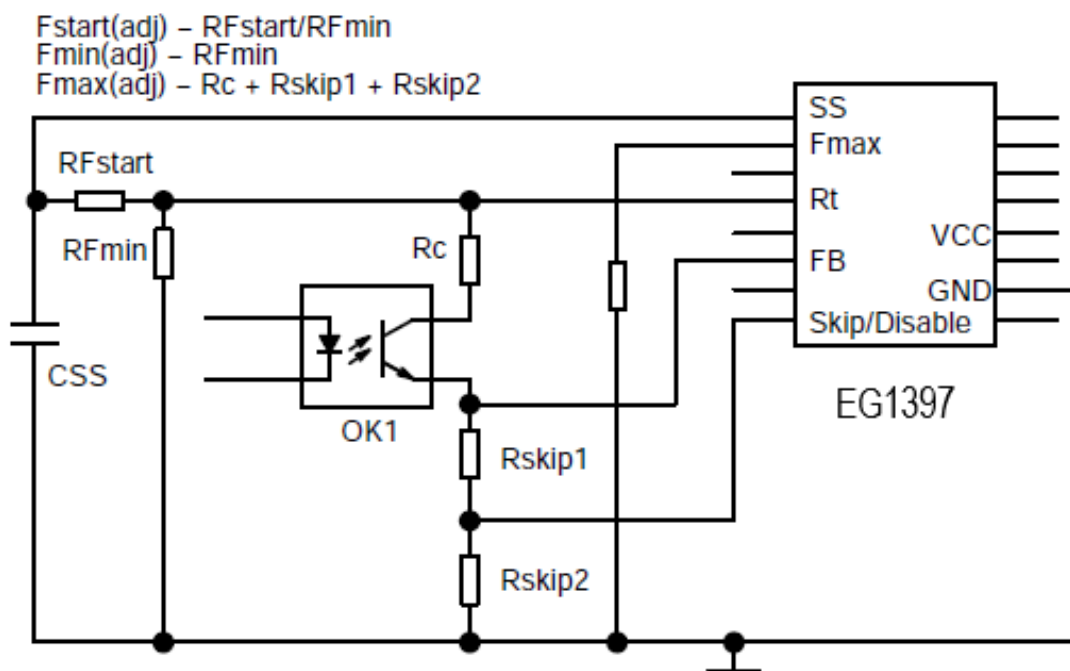 Fstart(adj) – RFstart/RFmin
Fmin(adj) – RFmin
Fmax(adj) – Rc + Rskip1 + Rskip2
SS
Fmax
RFstart
Rt
RFmin
Rc
VCC
FB
GND
Skip/Disable
CSS
EG1397
OK1
Rskip1
Rskip2